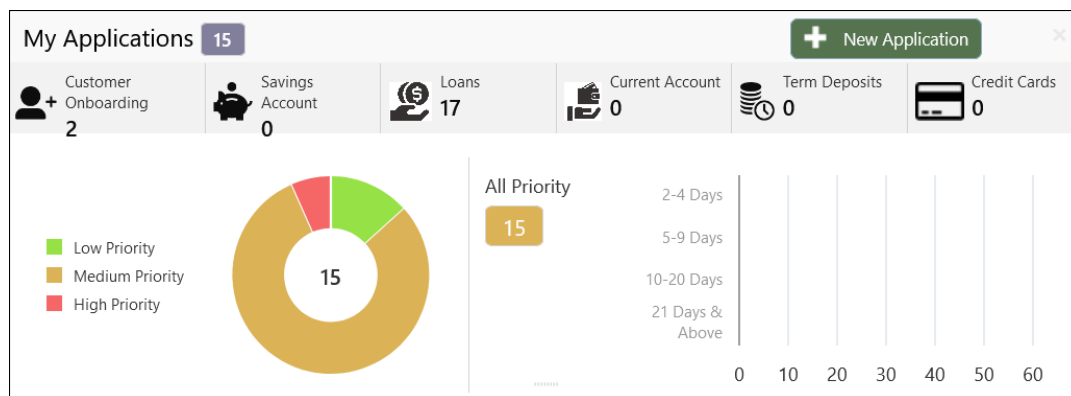 My Applications 15
+ New Application
Customer
Onboarding
2
Savings
Account
0
Loans
17
Current Account
0
Term Deposits
0
Credit Cards
0
Low Priority
Medium Priority
High Priority
15
All Priority
15
2-4 Days
5-9 Days
10-20 Days
21 Days &
Above
0 10 20 30 40 50 60